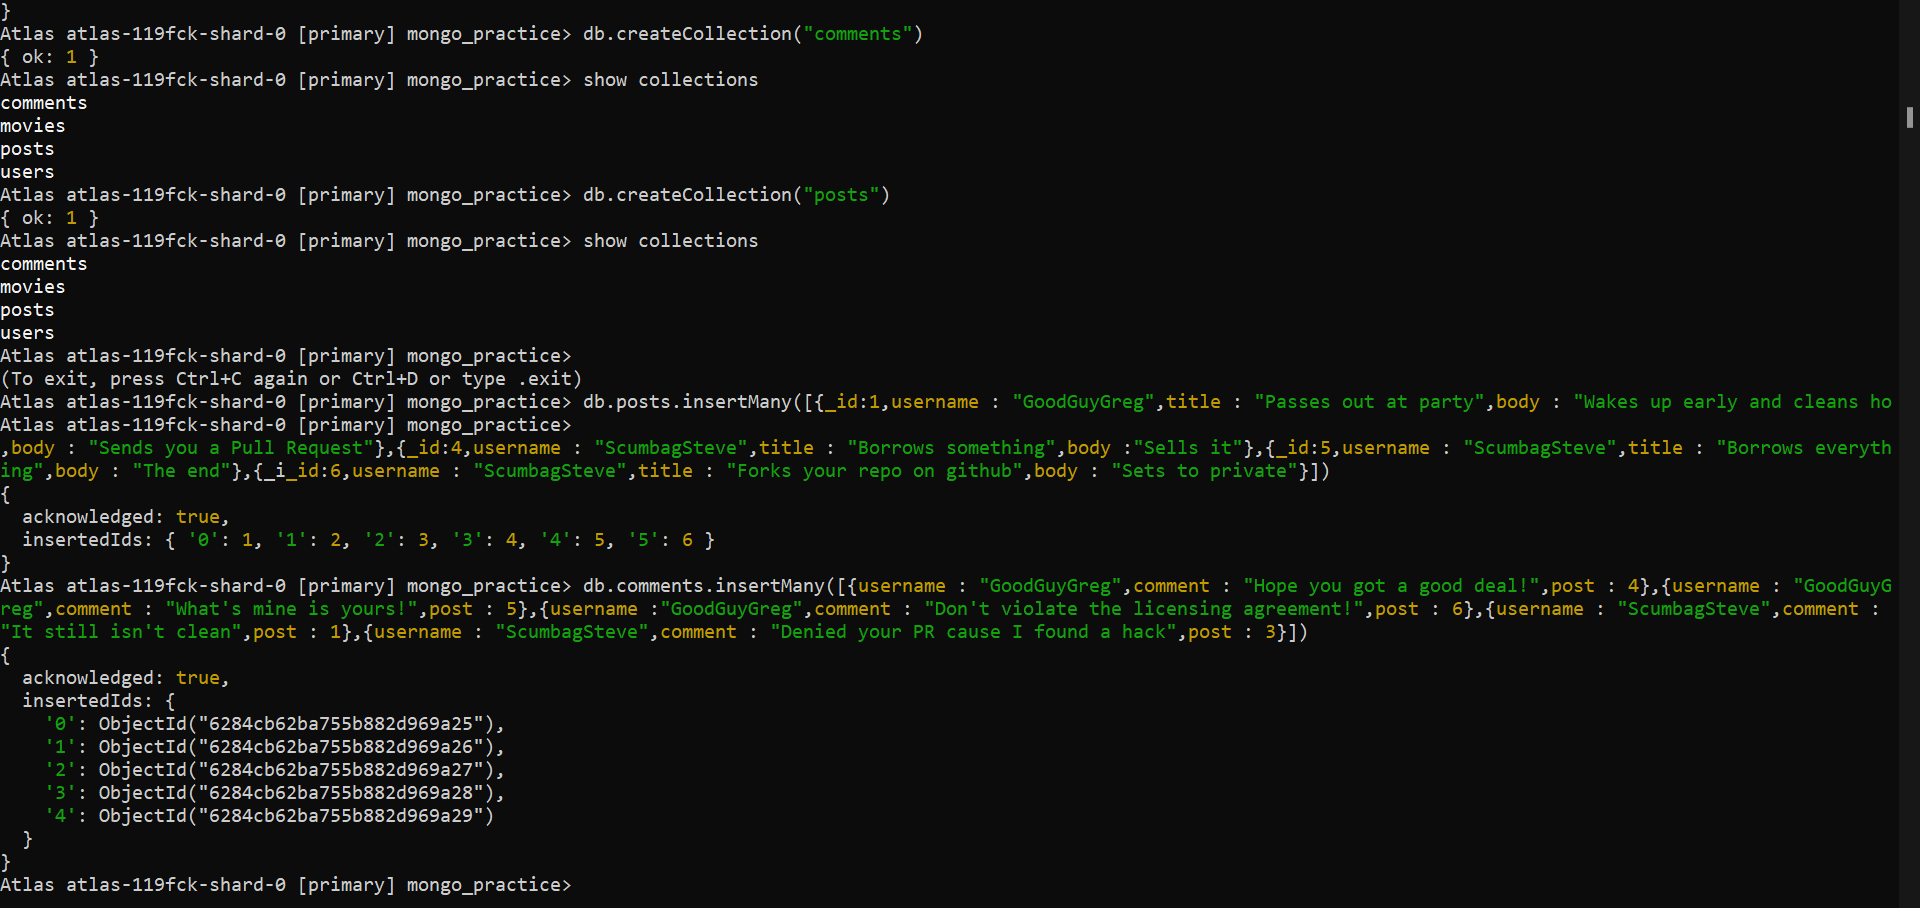 }
Atlas atlas-119fck-shard-0 [primary] mongo_practice> db.createCollection("comments")
{ ok: 1 }
Atlas atlas-119fck-shard-0 [primary] mongo_practice> show collections
comments
movies
posts
users
Atlas atlas-119fck-shard-0 [primary] mongo_practice> db.createCollection("posts")
{ ok: 1 }
Atlas atlas-119fck-shard-0 [primary] mongo_practice> show collections
comments
movies
posts
users
Atlas atlas-119fck-shard-0 [primary] mongo_practice>
(To exit, press Ctrl+C again or Ctrl+D or type .exit)
Atlas atlas-119fck-shard-0 [primary] mongo_practice> db.posts.insertMany([{_id:1,username : "GoodGuyGreg",title : "Passes out at party",body : "Wakes up early and cleans ho
Atlas atlas-119fck-shard-0 [primary] mongo_practice>
,body : "Sends you a Pull Request"},{_id:4,username : "ScumbagSteve",title : "Borrows something",body :"Sells it"},{_id:5,username : "ScumbagSteve",title : "Borrows everyth
ing",body : "The end"},{_i_id:6,username : "ScumbagSteve",title : "Forks your repo on github",body : "Sets to private"}])
{
  acknowledged: true,
  insertedIds: { '0': 1, '1': 2, '2': 3, '3': 4, '4': 5, '5': 6 }
}
Atlas atlas-119fck-shard-0 [primary] mongo_practice> db.comments.insertMany([{username : "GoodGuyGreg",comment : "Hope you got a good deal!",post : 4},{username : "GoodGuyG
reg",comment : "What's mine is yours!",post : 5},{username :"GoodGuyGreg",comment : "Don't violate the licensing agreement!",post : 6},{username : "ScumbagSteve",comment :
"It still isn't clean",post : 1},{username : "ScumbagSteve",comment : "Denied your PR cause I found a hack",post : 3}])
{
  acknowledged: true,
  insertedIds: {
    '0': ObjectId("6284cb62ba755b882d969a25"),
    '1': ObjectId("6284cb62ba755b882d969a26"),
    '2': ObjectId("6284cb62ba755b882d969a27"),
    '3': ObjectId("6284cb62ba755b882d969a28"),
    '4': ObjectId("6284cb62ba755b882d969a29")
  }
}
Atlas atlas-119fck-shard-0 [primary] mongo_practice>